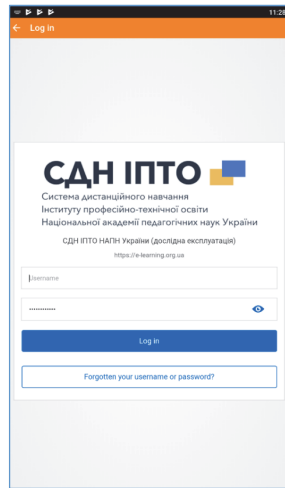 11:28
Log in
СДН ІПТО
Система дистанційного навчання
Інституту професійно-технічної освіти
Національної академії педагогічних наук України
СДН ІПТО НАПН України (дослідна експлуатація)
https://e-learning.org.ua
Username
••••••••••••
Log in
Forgotten your username or password?